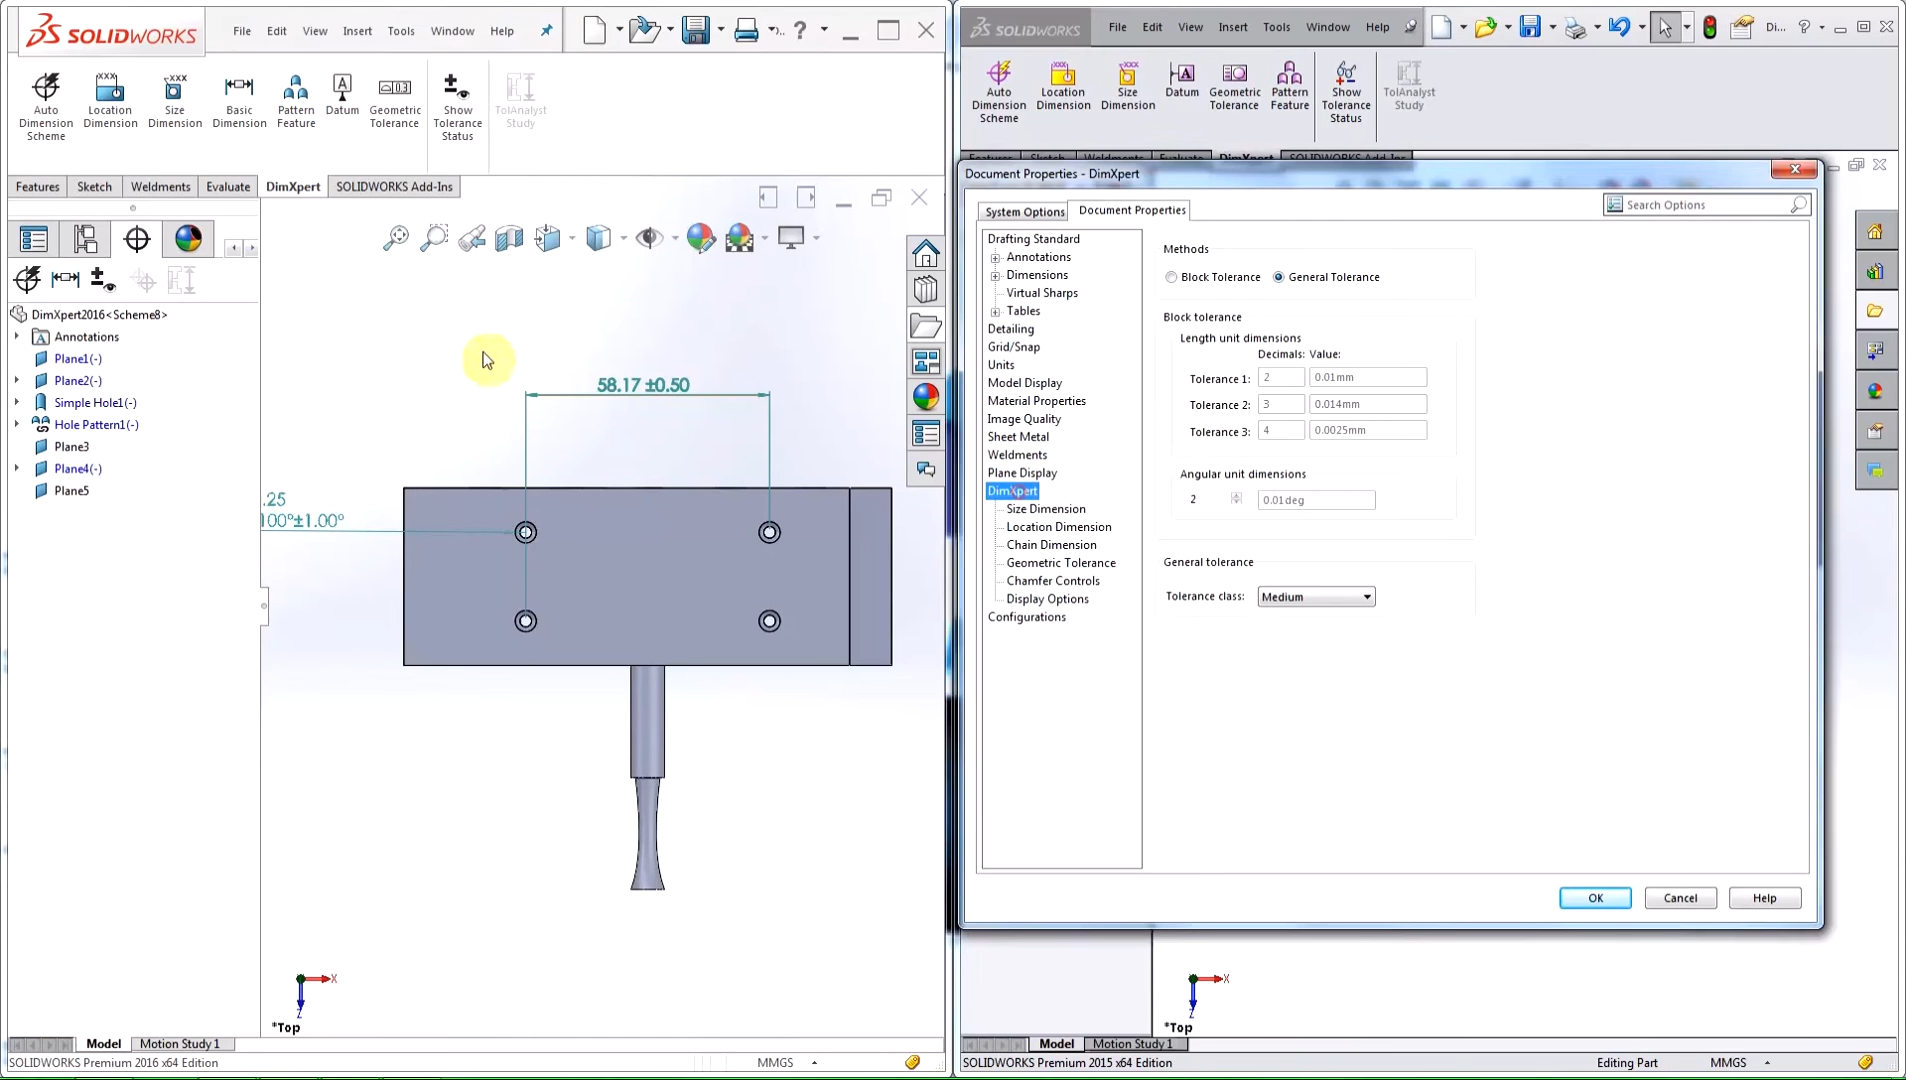 SOLIDWORKS
File Edit View Insert Tools Window Help
Auto Dimension Scheme
Location Dimension
Size Dimension
Basic Dimension
Pattern Feature
Datum
Geometric Tolerance
Show Tolerance Status
TolAnalyst Study
Features Sketch Weldments Evaluate DimXpert SOLIDWORKS Add-Ins
DimXpert2016<Scheme8>
Annotations
Plane1(-)
Plane2(-)
Simple Hole1(-)
Hole Pattern1(-)
Plane3
Plane4(-)
Plane5
58.17 ±0.50
.25
100°±1.00°
X
Z
*Top
Model Motion Study 1
SOLIDWORKS Premium 2016 x64 Edition
MMGS
SOLIDWORKS
File Edit View Insert Tools Window Help
Di...
Auto Dimension Scheme
Location Dimension
Size Dimension
Datum
Geometric Tolerance
Pattern Feature
Show Tolerance Status
TolAnalyst Study
Features Sketch Weldments Evaluate DimXpert SOLIDWORKS Add-Ins
Document Properties - DimXpert
System Options Document Properties
Search Options
Drafting Standard
Annotations
Dimensions
Virtual Sharps
Tables
Detailing
Grid/Snap
Units
Model Display
Material Properties
Image Quality
Sheet Metal
Weldments
Plane Display
DimXpert
Size Dimension
Location Dimension
Chain Dimension
Geometric Tolerance
Chamfer Controls
Display Options
Configurations
Methods
Block Tolerance General Tolerance
Block tolerance
Length unit dimensions
Decimals: Value:
Tolerance 1: 2 0.01mm
Tolerance 2: 3 0.014mm
Tolerance 3: 4 0.0025mm
Angular unit dimensions
2 0.01deg
General tolerance
Tolerance class: Medium
OK Cancel Help
X
Z
*Top
Model Motion Study 1
SOLIDWORKS Premium 2015 x64 Edition
Editing Part
MMGS